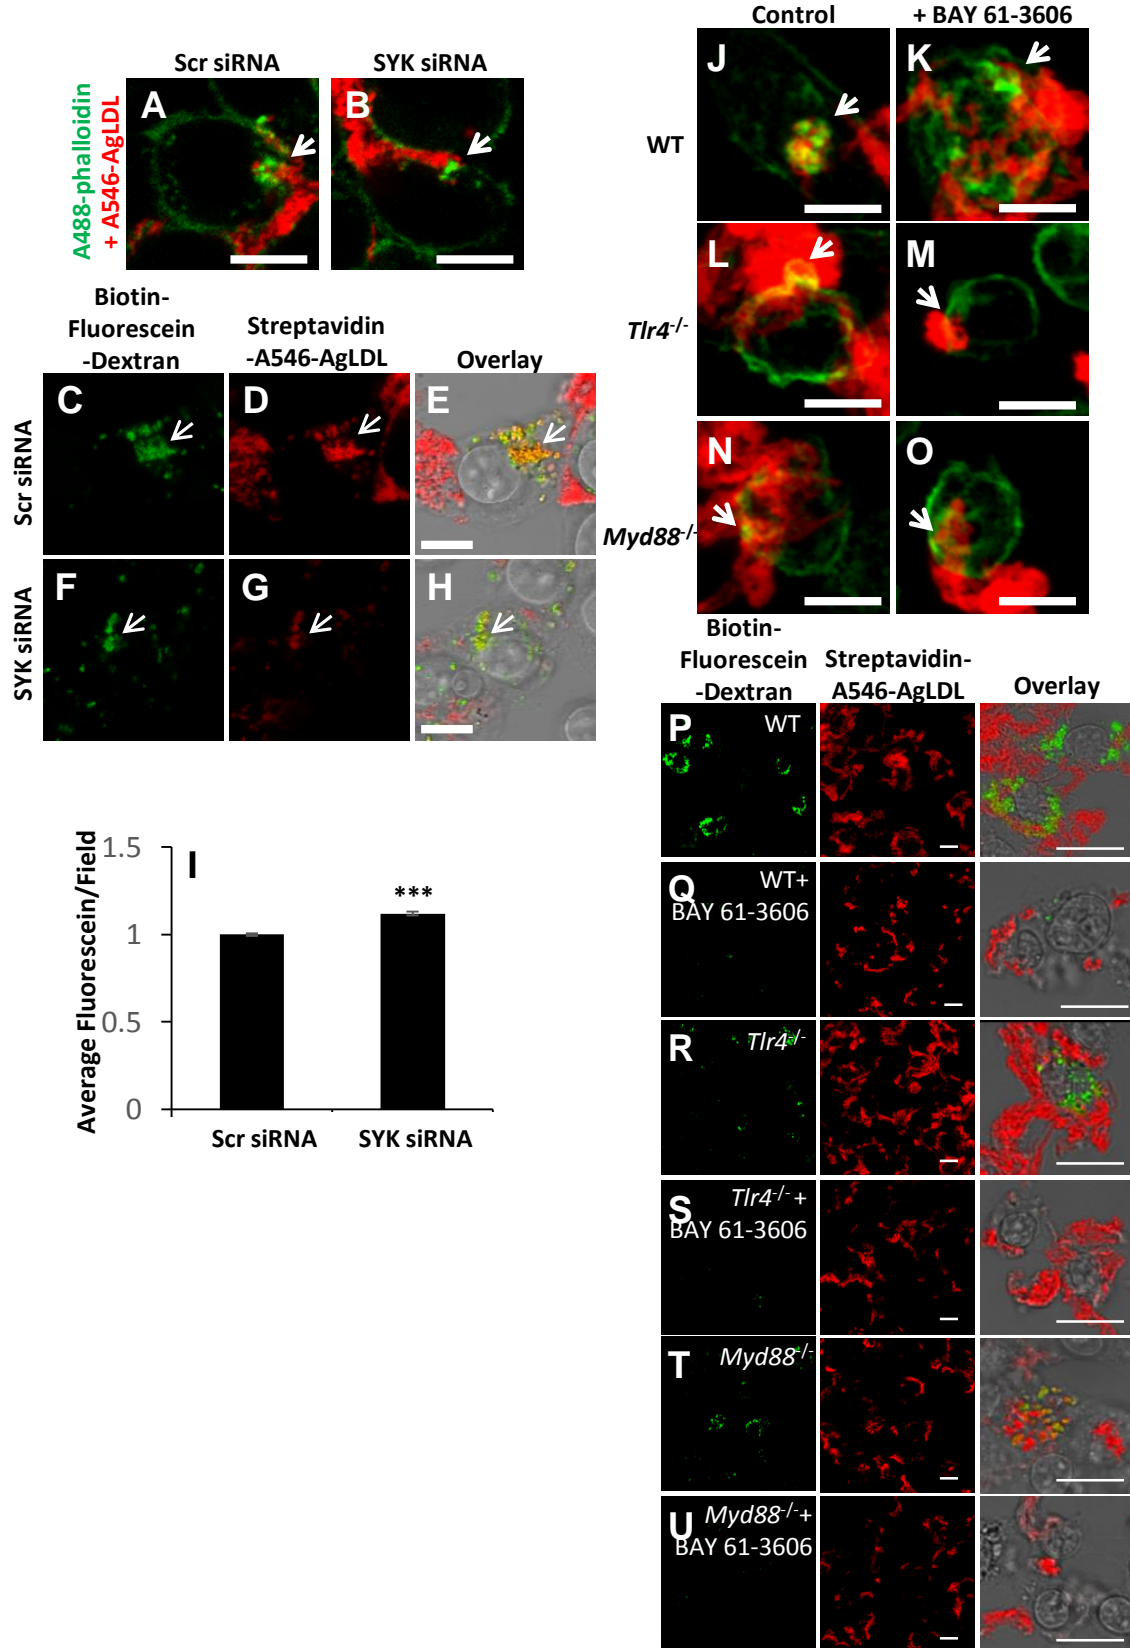 Scr siRNA
SYK siRNA
A488-phalloidin
+ A546-AgLDL
A
B
Biotin-
Fluorescein
-Dextran
Streptavidin
-A546-AgLDL
Overlay
Scr siRNA
C
D
E
SYK siRNA
F
G
H
I
Average Fluorescein/Field
1.5
1
0.5
0
***
Scr siRNA
SYK siRNA
Control
+ BAY 61-3606
WT
J
K
Tlr4-/-
L
M
Myd88-/-
N
O
Biotin-
Fluorescein
-Dextran
Streptavidin-
A546-AgLDL
Overlay
P
WT
Q
WT+
BAY 61-3606
R
Tlr4-/-
S
Tlr4-/- +
BAY 61-3606
T
Myd88-/-
U
Myd88-/-+
BAY 61-3606